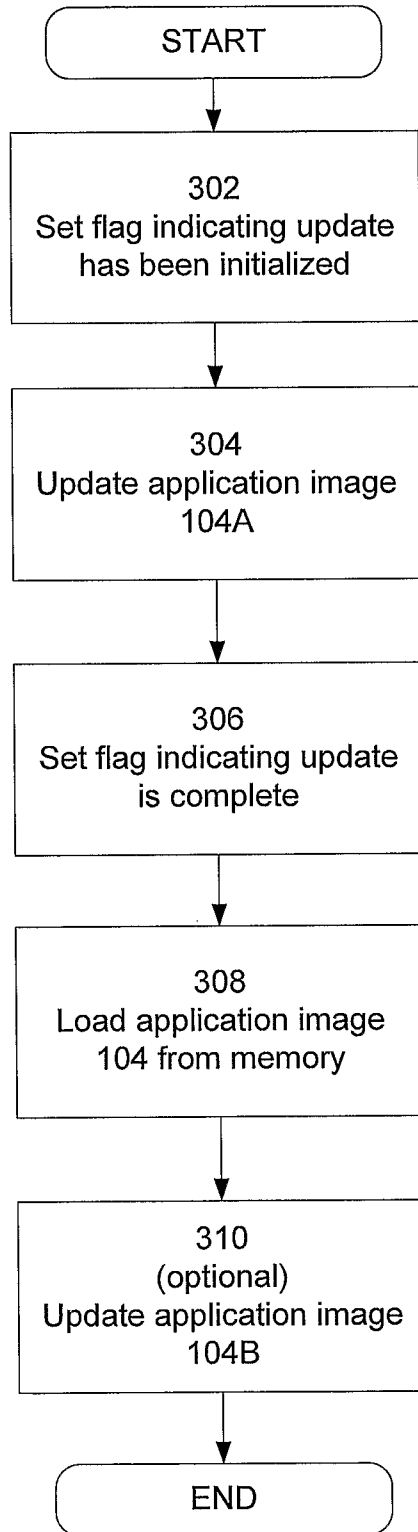 START
302
Set flag indicating update
has been initialized
304
Update application image
104A
306
Set flag indicating update
is complete
308
Load application image
104 from memory
310
(optional)
Update application image
104B
END